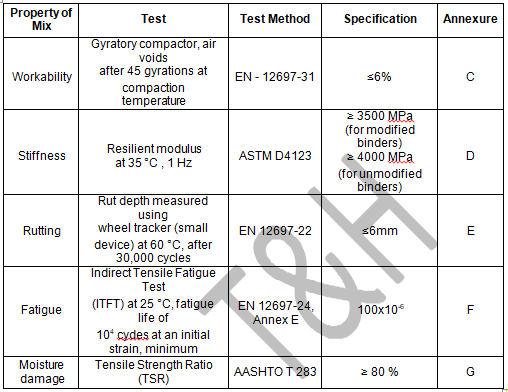 Property of Mix | Test | Test Method | Specification | Annexure
Workability | Gyratory compactor, air voids after 45 gyrations at compaction temperature | EN - 12697-31 | ≤6% | C
Stiffness | Resilient modulus at 35 °C , 1 Hz | ASTM D4123 | ≥ 3500 MPa (for modified binders) ≥ 4000 MPa (for unmodified binders) | D
Rutting | Rut depth measured using wheel tracker (small device) at 60 °C, after 30,000 cycles | EN 12697-22 | ≤6mm | E
Fatigue | Indirect Tensile Fatigue Test (ITFT) at 25 °C, fatigue life of 10⁴ cycles at an initial strain, minimum | EN 12697-24, Annex E | 100x10⁻⁶ | F
Moisture damage | Tensile Strength Ratio (TSR) | AASHTO T 283 | ≥ 80 % | G
T&H